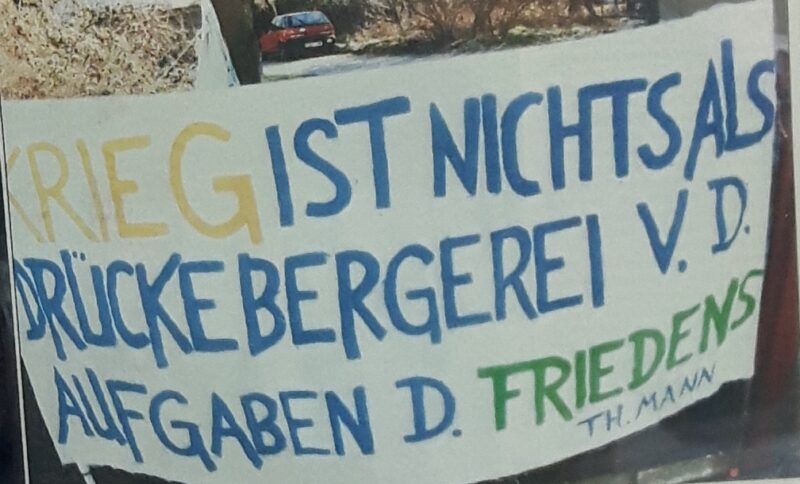 KRIEG IST NICHTS ALS
DRÜCKEBERGEREI V. D.
AUFGABEN D. FRIEDENS
TH. MANN